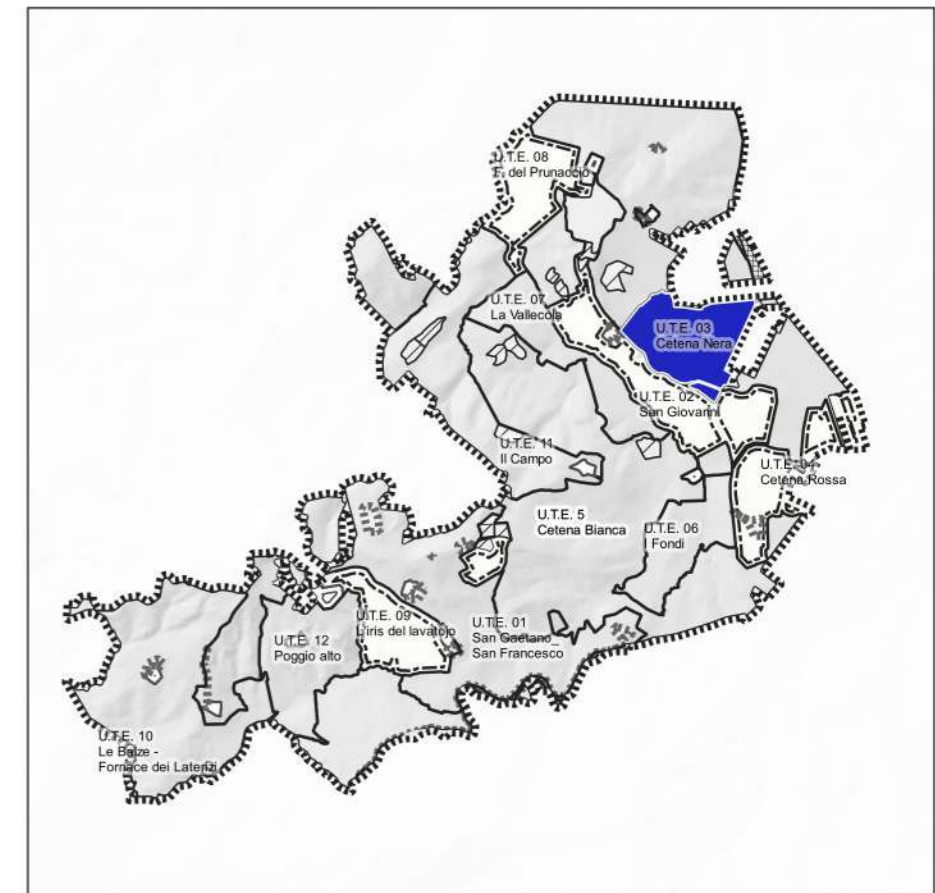 U.T.E. 08
F. del Prunaccio
U.T.E. 07
La Vallecola
U.T.E. 03
Cetena Nera
U.T.E. 02
San Giovanni
U.T.E. 11
Il Campo
U.T.E. 04
Cetena Rossa
U.T.E. 5
Cetena Bianca
U.T.E. 06
I Fondi
U.T.E. 09
L'iris del lavatoio
U.T.E. 01
San Gaetano_
San Francesco
U.T.E. 12
Poggio alto
U.T.E. 10
Le Balze -
Fornace dei Laterizi